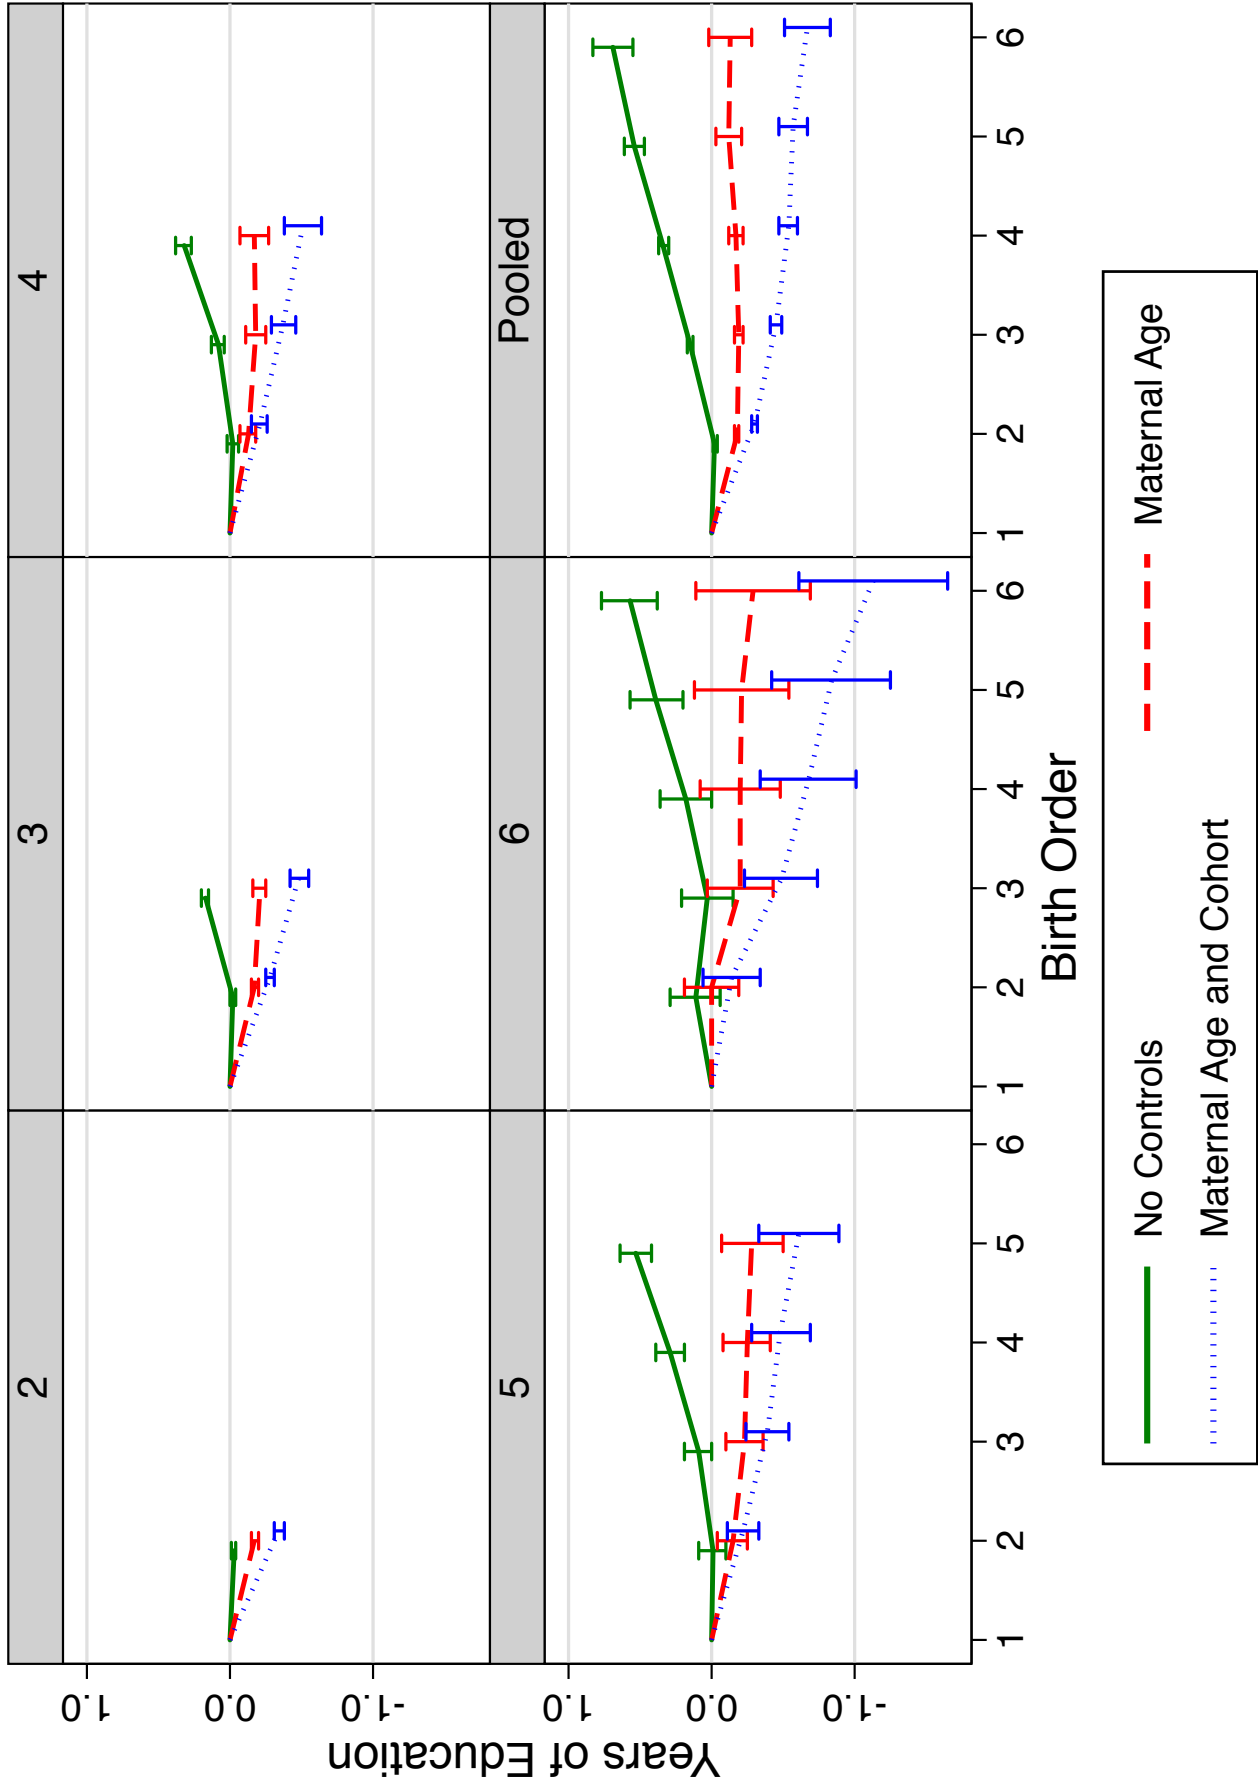 2
3
4
5
6
Pooled
1.0
0.0
-1.0
1.0
0.0
-1.0
1 2 3 4 5 6
1 2 3 4 5 6
1 2 3 4 5 6
Years of Education
Birth Order
No Controls
Maternal Age
Maternal Age and Cohort